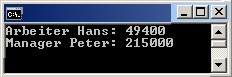 C:\.
Arbeiter Hans: 49400
Manager Peter: 215000